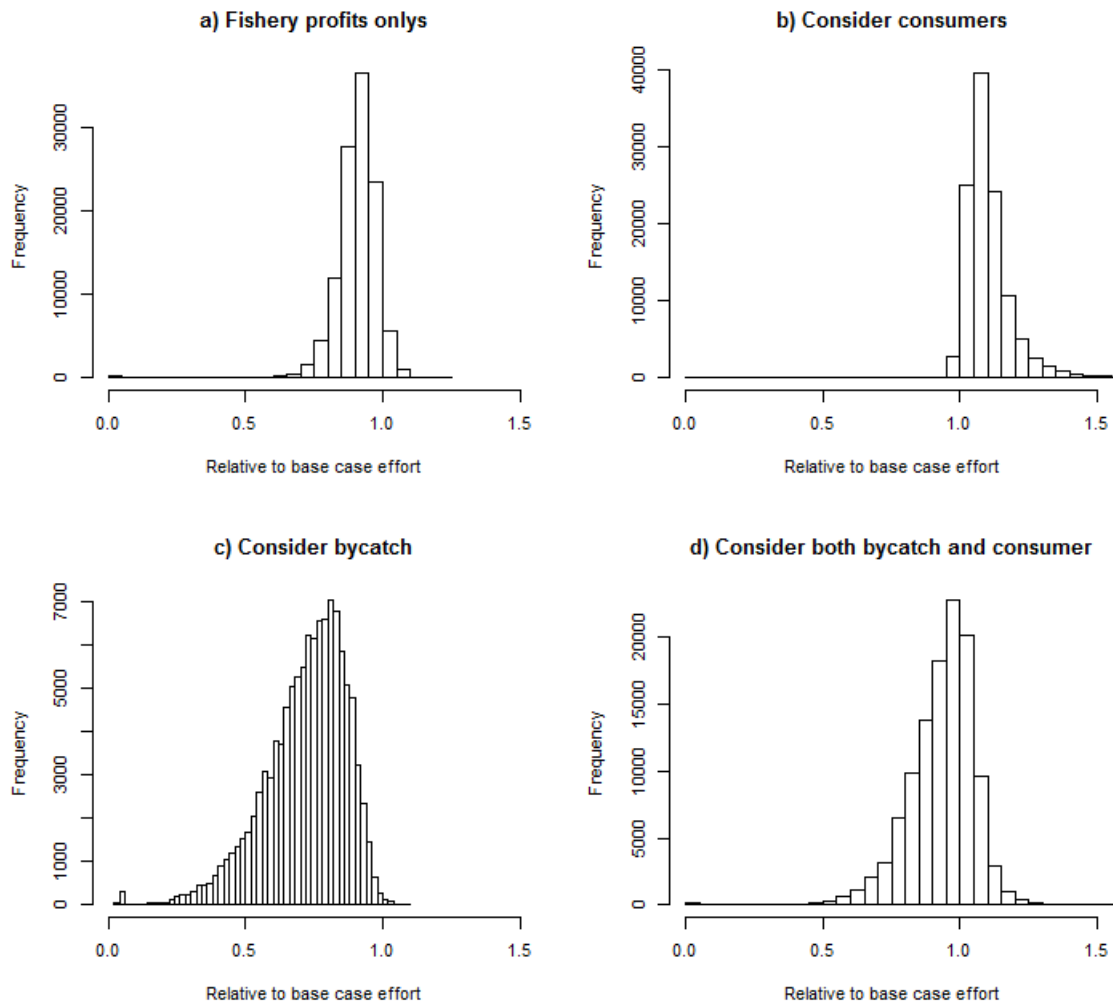 a) Fishery profits onlys
Frequency
0
10000
20000
30000
0.0
0.5
1.0
1.5
Relative to base case effort
b) Consider consumers
Frequency
0
10000
20000
30000
40000
0.0
0.5
1.0
1.5
Relative to base case effort
c) Consider bycatch
Frequency
0
1000
3000
5000
7000
0.0
0.5
1.0
1.5
Relative to base case effort
d) Consider both bycatch and consumer
Frequency
0
5000
10000
15000
20000
0.0
0.5
1.0
1.5
Relative to base case effort